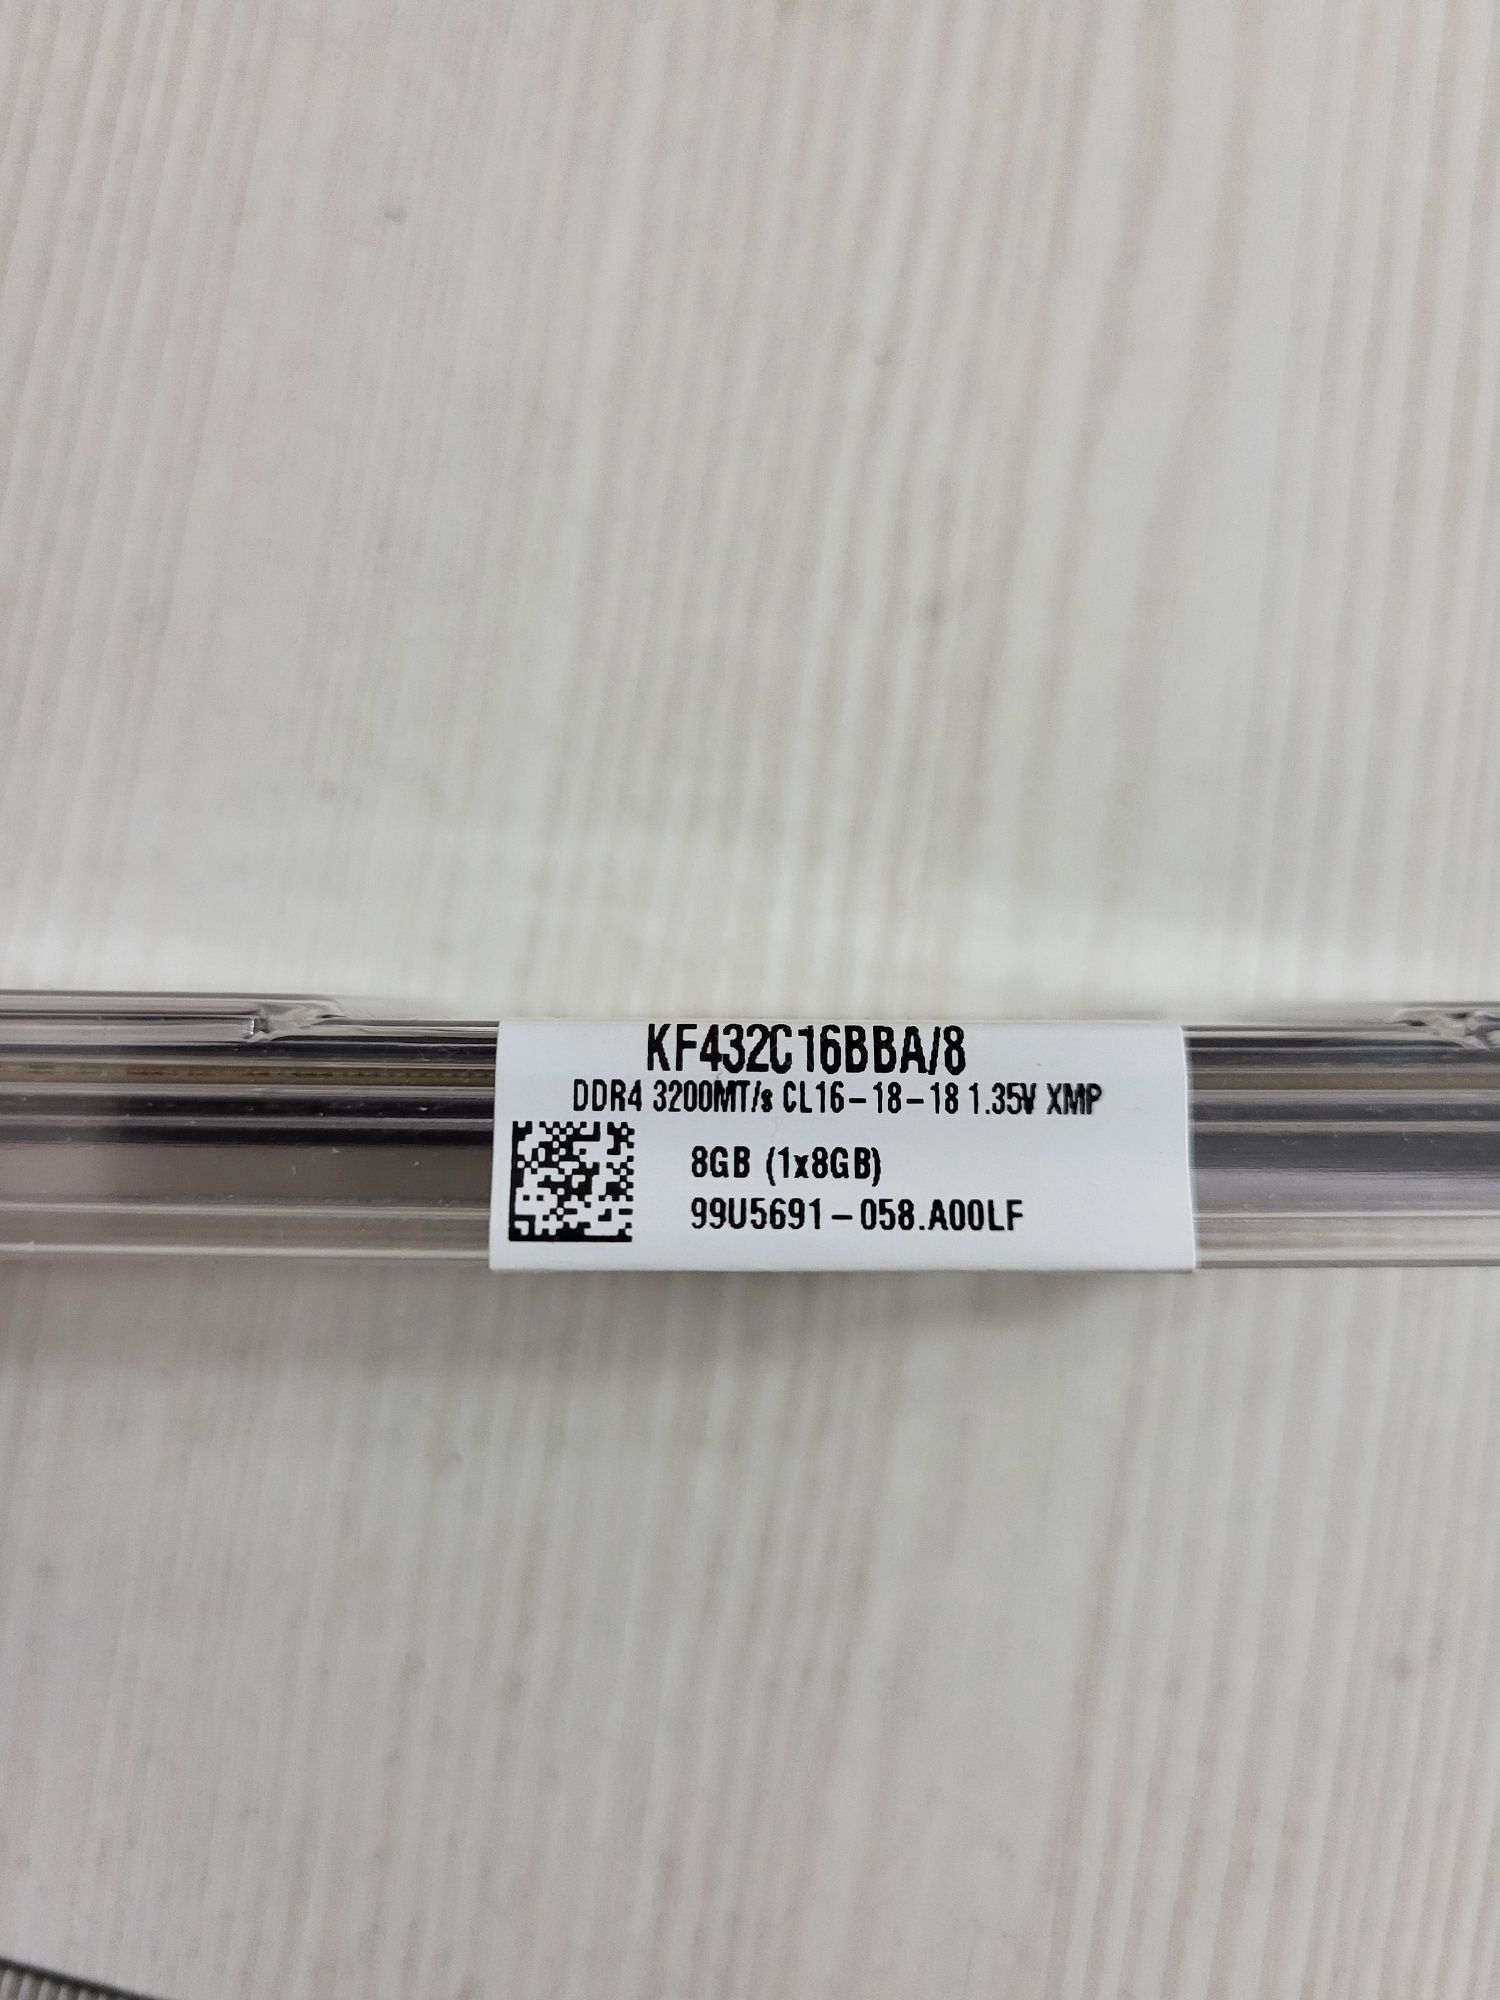 KF432C16BBA/8
DDR4 3200MT/s CL16-18-18 1.35V XMP
8GB (1x8GB)
99U5691-058.A00LF